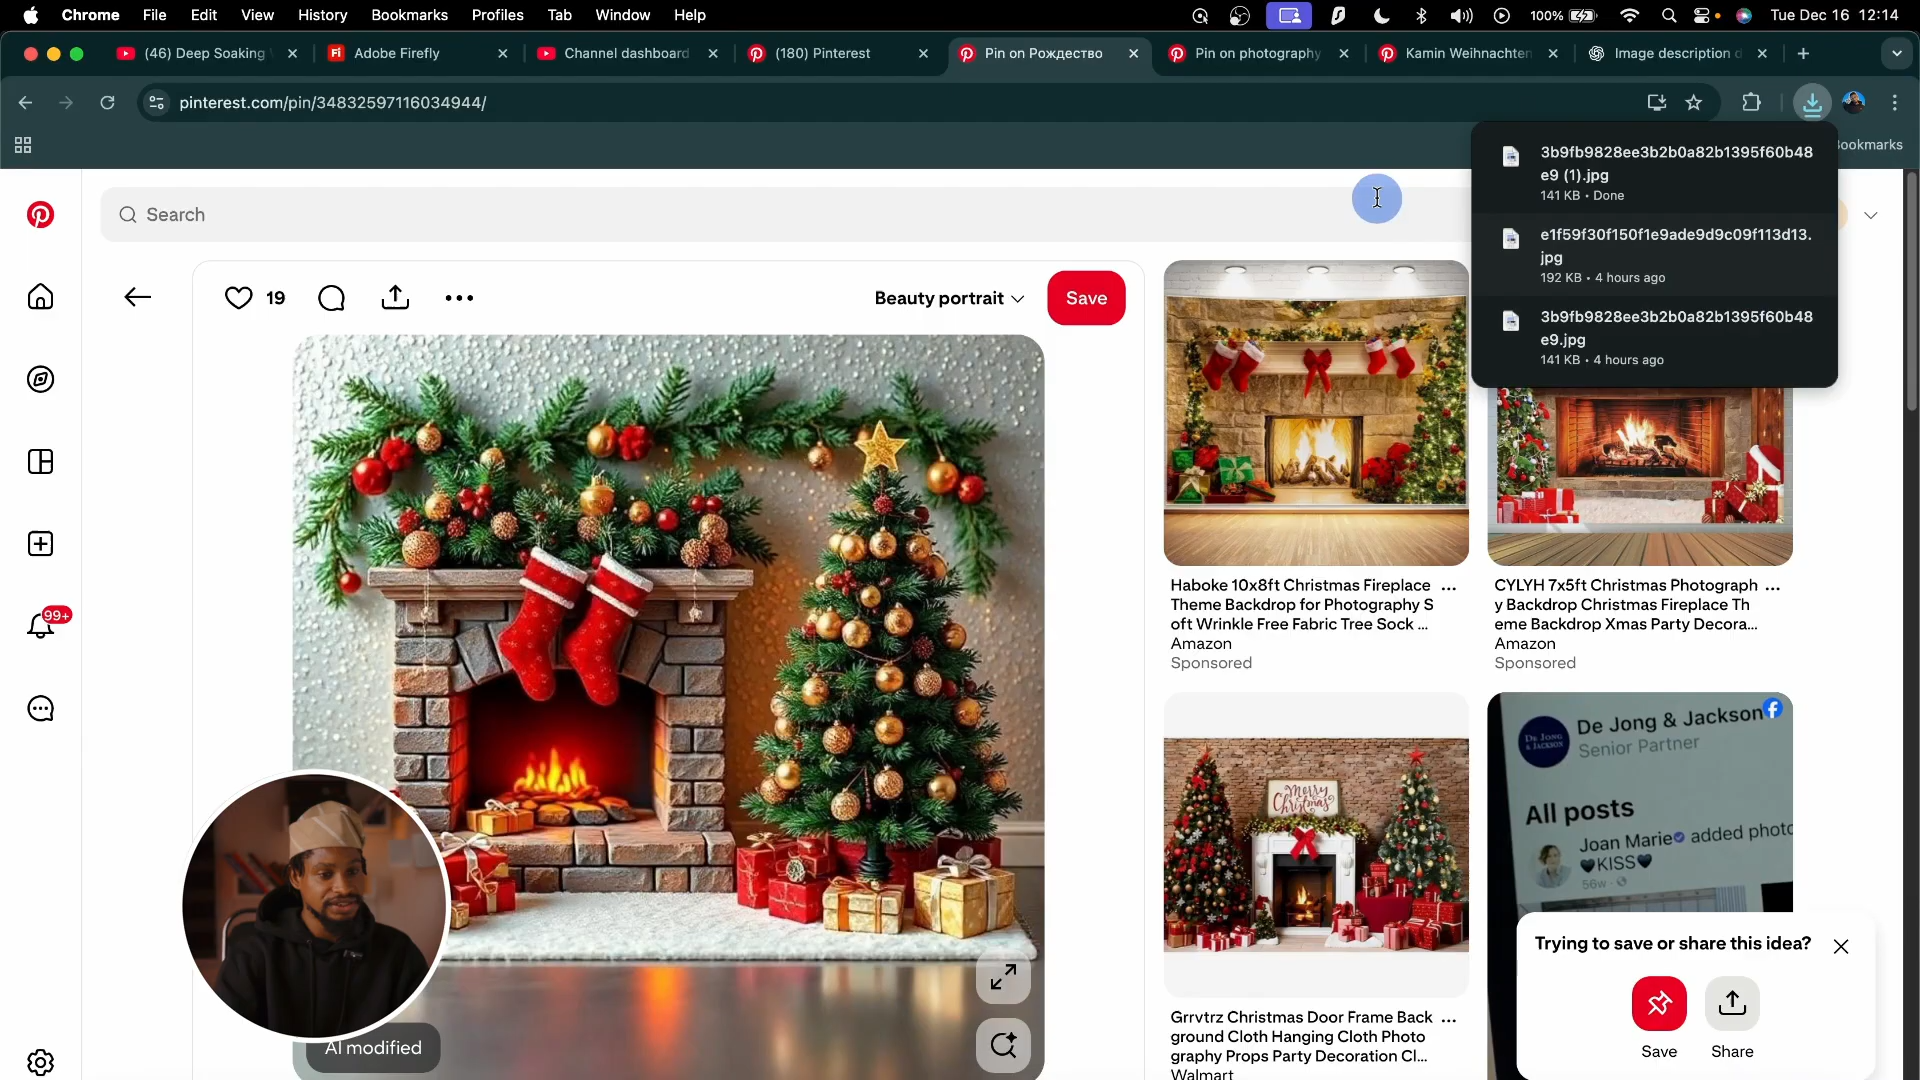 Chrome File Edit View History Bookmarks Profiles Tab Window Help 100% Tue Dec 16 12:14
(46) Deep Soaking Adobe Firefly Channel dashboard (180) Pinterest Pin on Рождество Pin on photography Kamin Weihnachten Image description
pinterest.com/pin/34832597116034944/
Bookmarks
3b9fb9828ee3b2b0a82b1395f60b48
e9 (1).jpg
141 KB • Done
e1f59f30f150f1e9ade9d9c09f113d13.
jpg
192 KB • 4 hours ago
3b9fb9828ee3b2b0a82b1395f60b48
e9.jpg
141 KB • 4 hours ago
Search
19 Beauty portrait Save
99+
AI modified
Haboke 10x8ft Christmas Fireplace ...
Theme Backdrop for Photography S
oft Wrinkle Free Fabric Tree Sock ...
Amazon
Sponsored
CYLYH 7x5ft Christmas Photograph ...
y Backdrop Christmas Fireplace Th
eme Backdrop Xmas Party Decora...
Amazon
Sponsored
Merry
Christmas
Grrvtrz Christmas Door Frame Back ...
ground Cloth Hanging Cloth Photo
graphy Props Party Decoration Cl...
Walmart
De Jong & Jackson
De Jong
& Jackson
Senior Partner
All posts
Joan Marie added photo
🖤KISS🖤
56w
Trying to save or share this idea?
Save Share